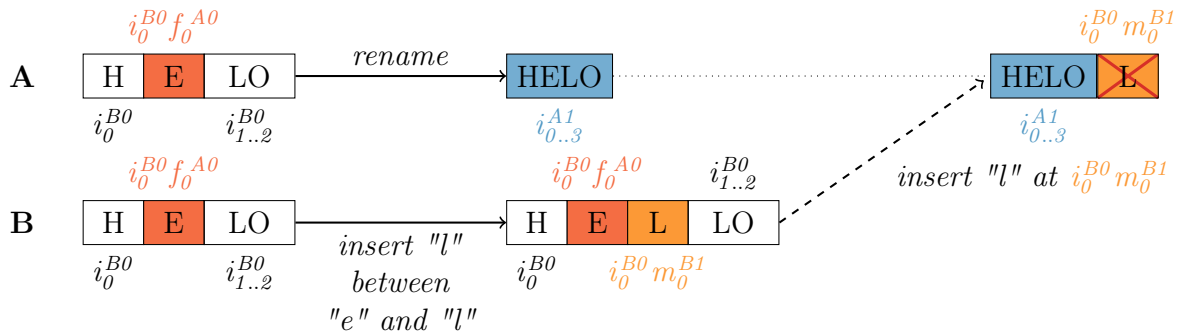 i₀ᴮ⁰f₀ᴬ⁰ i₀ᴮ⁰m₀ᴮ¹
A H E LO rename HELO HELO L
i₀ᴮ⁰ i₁..₂ᴮ⁰ i₀..₃ᴬ¹ i₀..₃ᴬ¹
i₀ᴮ⁰f₀ᴬ⁰ i₀ᴮ⁰f₀ᴬ⁰ i₁..₂ᴮ⁰ insert "l" at i₀ᴮ⁰m₀ᴮ¹
B H E LO H E L LO
i₀ᴮ⁰ i₁..₂ᴮ⁰ insert "l" i₀ᴮ⁰ i₀ᴮ⁰m₀ᴮ¹
between
"e" and "l"